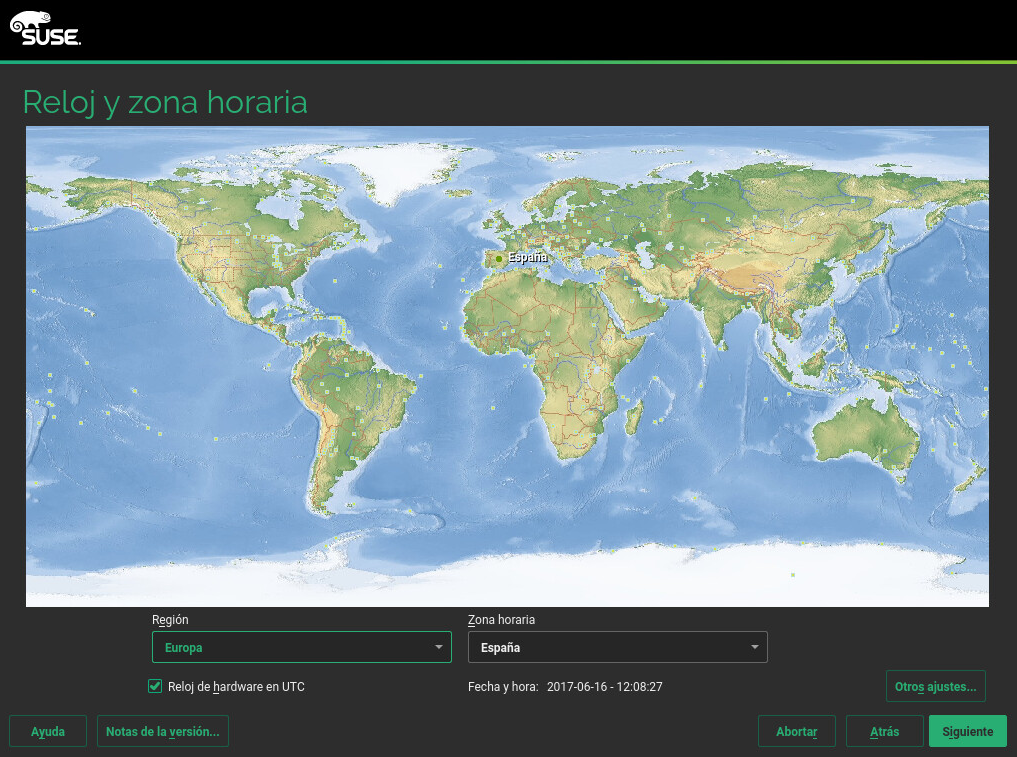 SUSE.
Reloj y zona horaria
España
Región
Zona horaria
Europa
España
Reloj de hardware en UTC
Fecha y hora: 2017-06-16 - 12:08:27
Otros ajustes...
Ayuda
Notas de la versión...
Abortar
Atrás
Siguiente